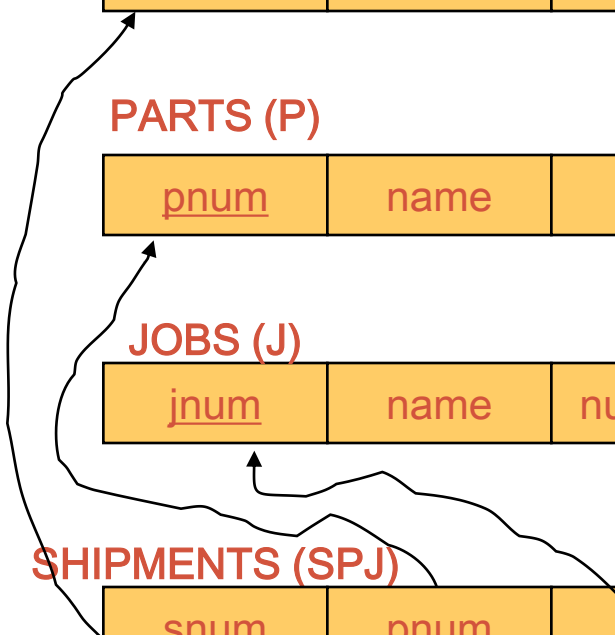 PARTS (P)
pnum name
JOBS (J)
jnum name
SHIPMENTS (SPJ)
snum pnum